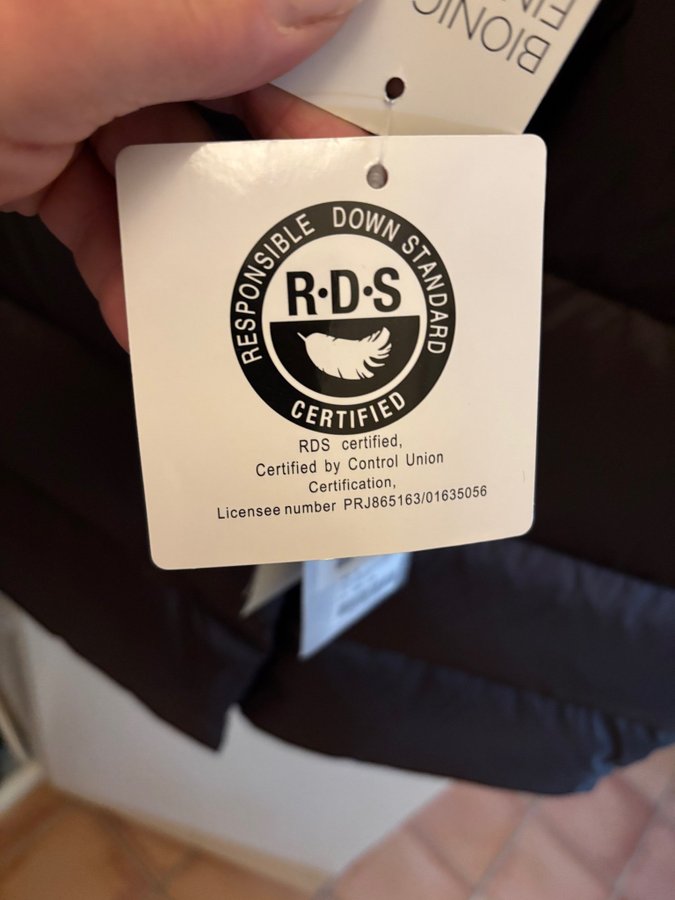 BIONIC
RESPONSIBLE DOWN STANDARD
R·D·S
CERTIFIED
RDS certified,
Certified by Control Union
Certification,
Licensee number PRJ865163/01635056